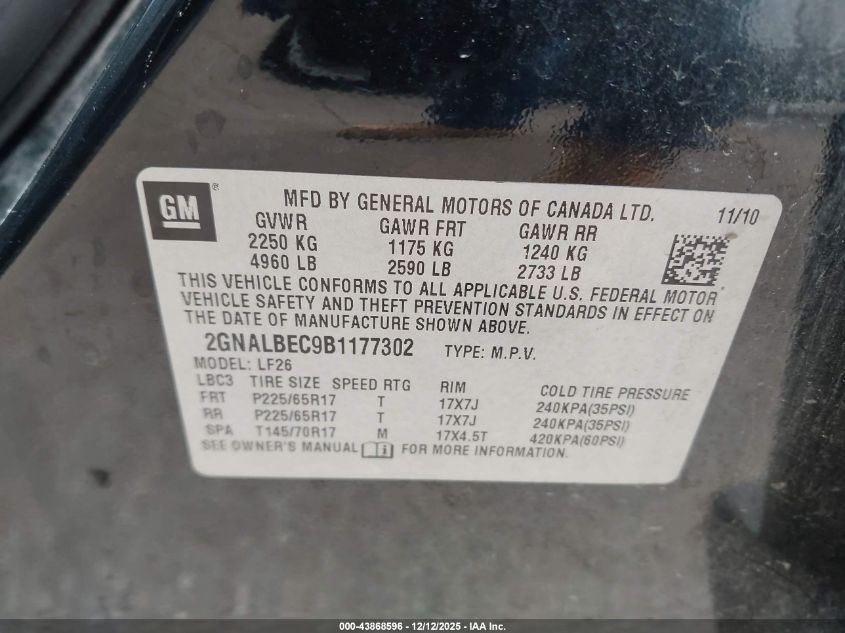 GM ®
MFD BY GENERAL MOTORS OF CANADA LTD. 11/10
GVWR GAWR FRT GAWR RR
2250 KG 1175 KG 1240 KG
4960 LB 2590 LB 2733 LB
THIS VEHICLE CONFORMS TO ALL APPLICABLE U.S. FEDERAL MOTOR
VEHICLE SAFETY AND THEFT PREVENTION STANDARDS IN EFFECT ON
THE DATE OF MANUFACTURE SHOWN ABOVE.
2GNALBEC9B1177302 TYPE: M.P.V.
MODEL: LF26
LBC3 TIRE SIZE SPEED RTG RIM COLD TIRE PRESSURE
FRT P225/65R17 T 17X7J 240KPA(35PSI)
RR P225/65R17 T 17X7J 240KPA(35PSI)
SPA T145/70R17 M 17X4.5T 420KPA(60PSI)
SEE OWNER'S MANUAL FOR MORE INFORMATION.
000-43868596 - 12/12/2025 - IAA Inc.